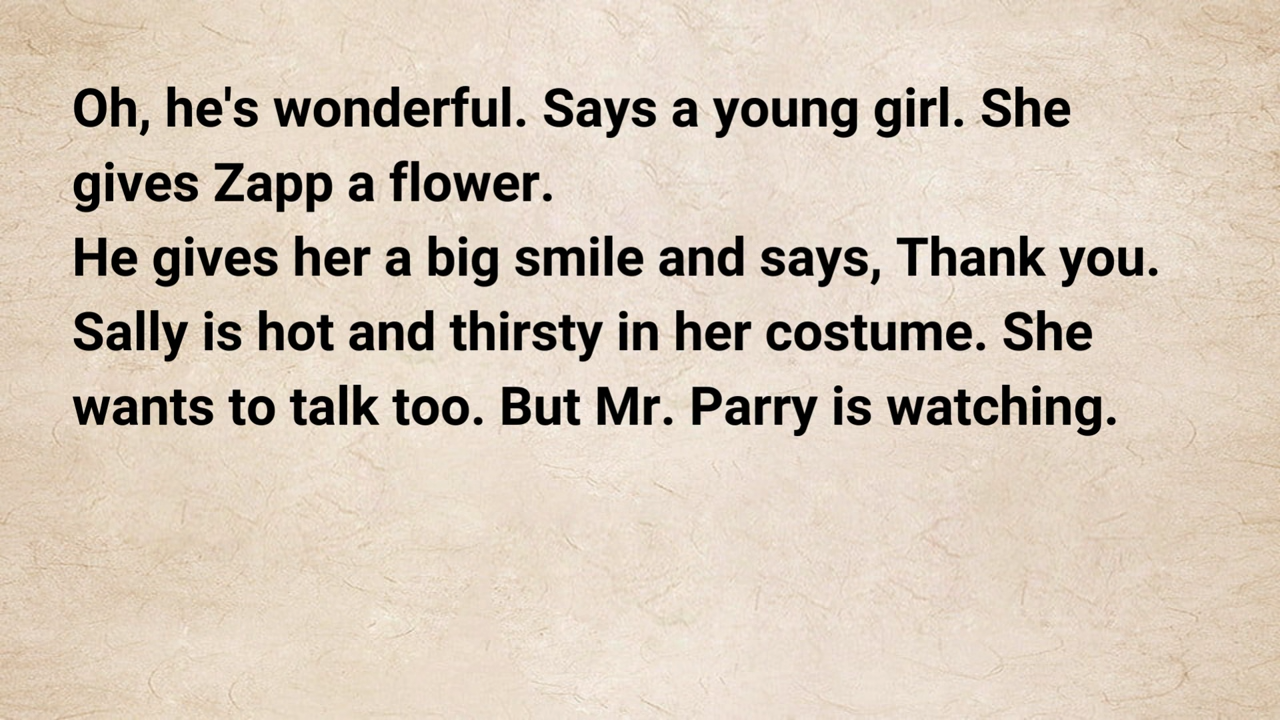 Oh, he's wonderful. Says a young girl. She
gives Zapp a flower.
He gives her a big smile and says, Thank you.
Sally is hot and thirsty in her costume. She
wants to talk too. But Mr. Parry is watching.